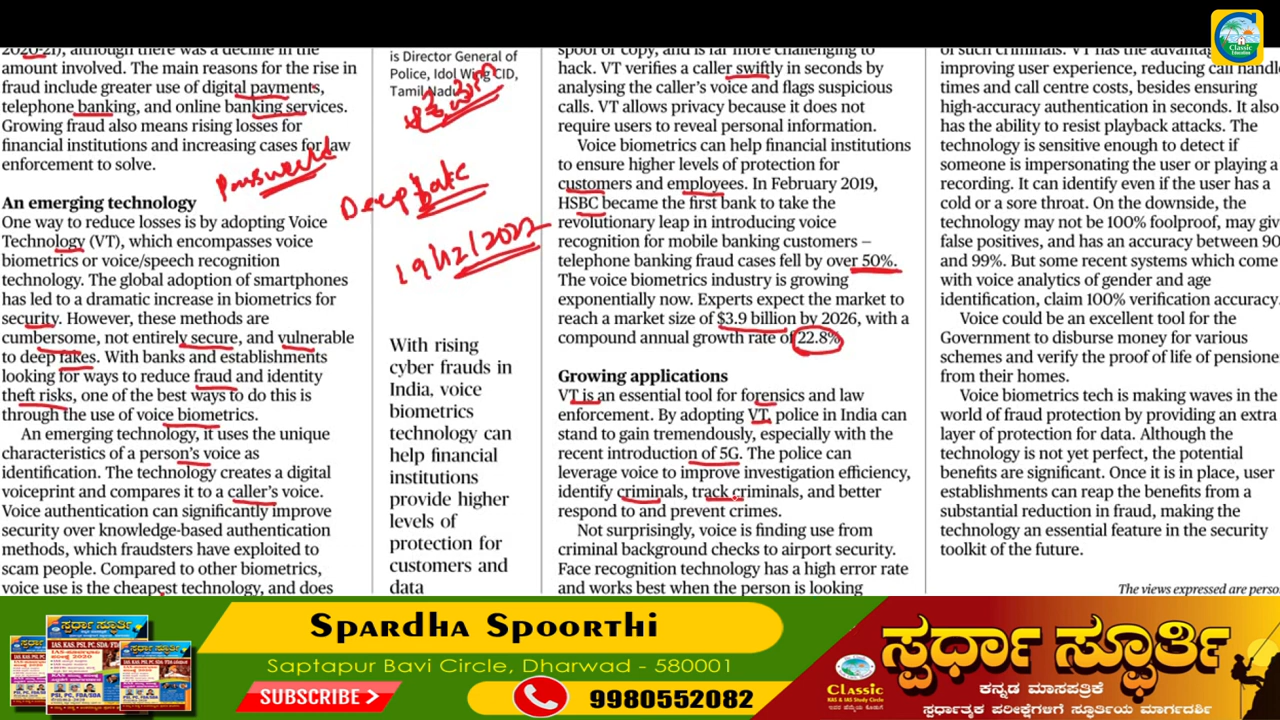 2020-21), although there was a decline in the
amount involved. The main reasons for the rise in
fraud include greater use of digital payments,
telephone banking, and online banking services.
Growing fraud also means rising losses for
financial institutions and increasing cases for law
enforcement to solve.
Password
An emerging technology
One way to reduce losses is by adopting Voice
Technology (VT), which encompasses voice
biometrics or voice/speech recognition
technology. The global adoption of smartphones
has led to a dramatic increase in biometrics for
security. However, these methods are
cumbersome, not entirely secure, and vulnerable
to deep fakes. With banks and establishments
looking for ways to reduce fraud and identity
theft risks, one of the best ways to do this is
through the use of voice biometrics.
An emerging technology, it uses the unique
characteristics of a person's voice as
identification. The technology creates a digital
voiceprint and compares it to a caller's voice.
Voice authentication can significantly improve
security over knowledge-based authentication
methods, which fraudsters have exploited to
scam people. Compared to other biometrics,
voice use is the cheapest technology, and does
is Director General of
Police, Idol Wing CID,
Tamil Nadu
Deepfake
19/12/2022
With rising
cyber frauds in
India, voice
biometrics
technology can
help financial
institutions
provide higher
levels of
protection for
customers and
data
spoof or copy, and is far more challenging to
hack. VT verifies a caller swiftly in seconds by
analysing the caller's voice and flags suspicious
calls. VT allows privacy because it does not
require users to reveal personal information.
Voice biometrics can help financial institutions
to ensure higher levels of protection for
customers and employees. In February 2019,
HSBC became the first bank to take the
revolutionary leap in introducing voice
recognition for mobile banking customers —
telephone banking fraud cases fell by over 50%.
The voice biometrics industry is growing
exponentially now. Experts expect the market to
reach a market size of $3.9 billion by 2026, with a
compound annual growth rate of 22.8%
Growing applications
VT is an essential tool for forensics and law
enforcement. By adopting VT, police in India can
stand to gain tremendously, especially with the
recent introduction of 5G. The police can
leverage voice to improve investigation efficiency,
identify criminals, track criminals, and better
respond to and prevent crimes.
Not surprisingly, voice is finding use from
criminal background checks to airport security.
Face recognition technology has a high error rate
and works best when the person is looking
of such criminals. VT has the advantag
improving user experience, reducing call handl
times and call centre costs, besides ensuring
high-accuracy authentication in seconds. It also
has the ability to resist playback attacks. The
technology is sensitive enough to detect if
someone is impersonating the user or playing a
recording. It can identify even if the user has a
cold or a sore throat. On the downside, the
technology may not be 100% foolproof, may giv
false positives, and has an accuracy between 90
and 99%. But some recent systems which come
with voice analytics of gender and age
identification, claim 100% verification accuracy.
Voice could be an excellent tool for the
Government to disburse money for various
schemes and verify the proof of life of pensione
from their homes.
Voice biometrics tech is making waves in the
world of fraud protection by providing an extra
layer of protection for data. Although the
technology is not yet perfect, the potential
benefits are significant. Once it is in place, user
establishments can reap the benefits from a
substantial reduction in fraud, making the
technology an essential feature in the security
toolkit of the future.
The views expressed are perso
Classic
Education
Spardha Spoorthi
Saptapur Bavi Circle Dharwad - 580001
SUBSCRIBE >
9980552082
Classic
KAS & IAS Study Circle
ಸ್ಪರ್ಧಾ ಸ್ಫೂರ್ತಿ
ಕನ್ನಡ ಮಾಸಪತ್ರಿಕೆ
ಸ್ಪರ್ಧಾತ್ಮಕ ಪರೀಕ್ಷೆಗಳಿಗೆ ಸ್ಫೂರ್ತಿಯ ಮಾರ್ಗದರ್ಶಿ